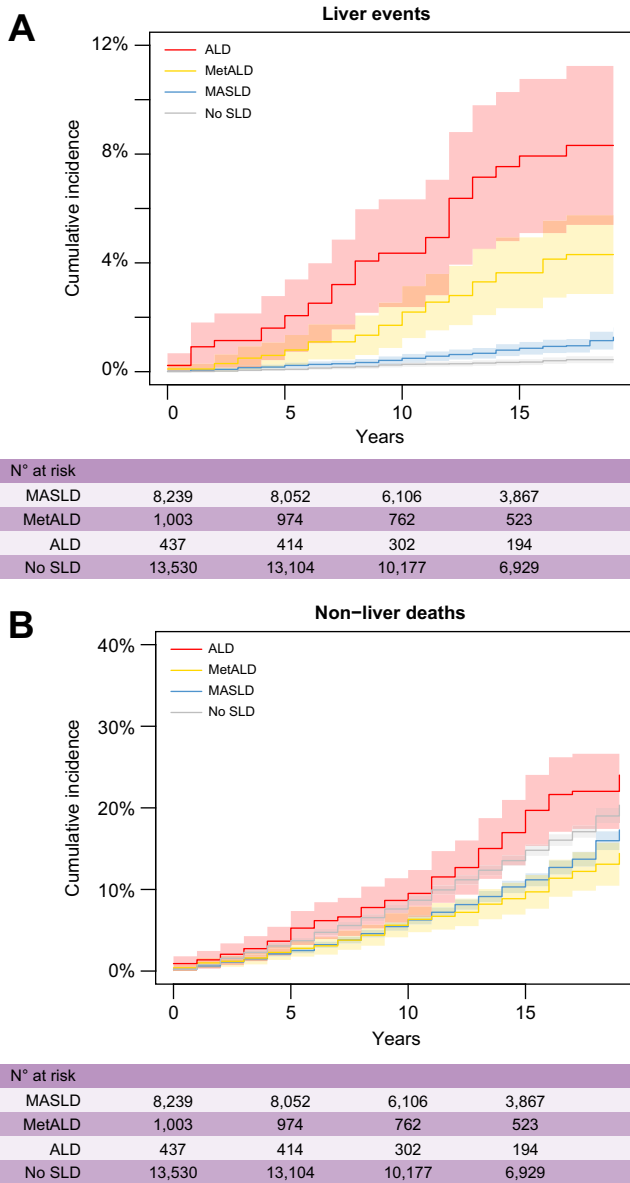 A
Liver events
12%
8%
4%
0%
Cumulative incidence
ALD
MetALD
MASLD
No SLD
0 5 10 15
Years
N° at risk
MASLD 8,239 8,052 6,106 3,867
MetALD 1,003 974 762 523
ALD 437 414 302 194
No SLD 13,530 13,104 10,177 6,929
B
Non−liver deaths
40%
30%
20%
10%
0%
Cumulative incidence
ALD
MetALD
MASLD
No SLD
0 5 10 15
Years
N° at risk
MASLD 8,239 8,052 6,106 3,867
MetALD 1,003 974 762 523
ALD 437 414 302 194
No SLD 13,530 13,104 10,177 6,929